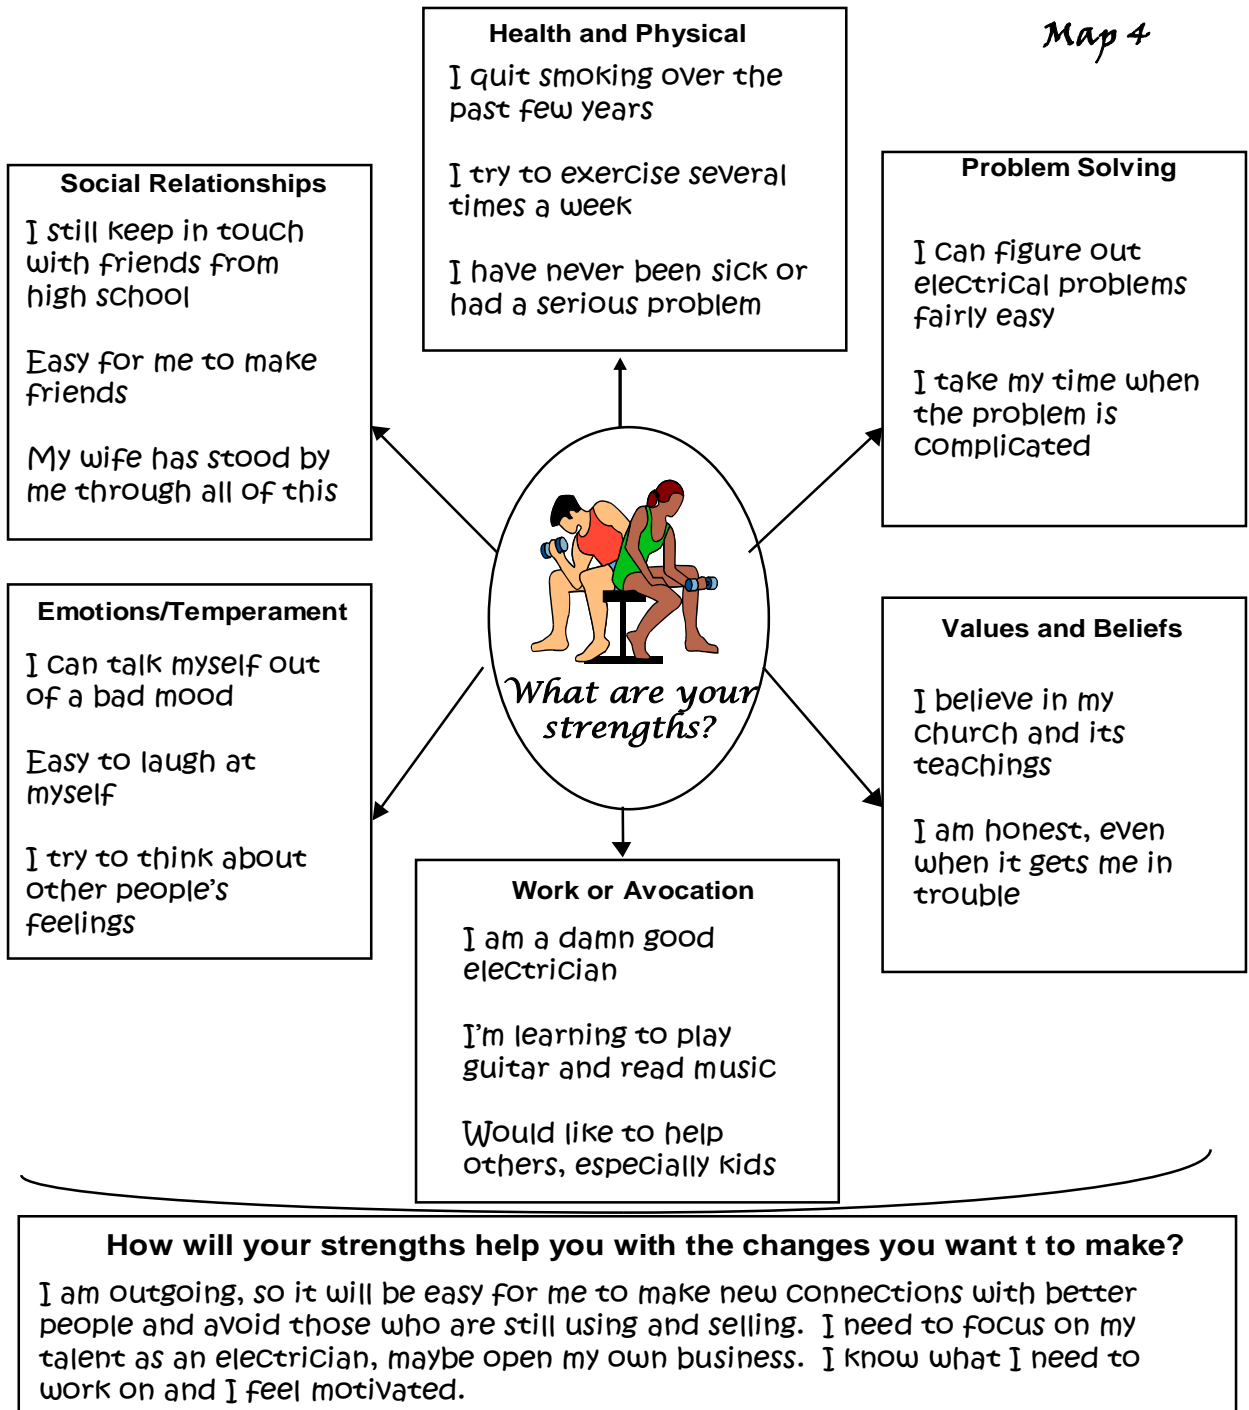 Map 4
Health and Physical
I quit smoking over the
past few years
I try to exercise several
times a week
I have never been sick or
had a serious problem
Social Relationships
I still keep in touch
with friends from
high school
Easy for me to make
friends
My wife has stood by
me through all of this
Problem Solving
I can figure out
electrical problems
fairly easy
I take my time when
the problem is
complicated
What are your
strengths?
Emotions/Temperament
I can talk myself out
of a bad mood
Easy to laugh at
myself
I try to think about
other people's
feelings
Values and Beliefs
I believe in my
church and its
teachings
I am honest, even
when it gets me in
trouble
Work or Avocation
I am a damn good
electrician
I'm learning to play
guitar and read music
Would like to help
others, especially kids
How will your strengths help you with the changes you want t to make?
I am outgoing, so it will be easy for me to make new connections with better
people and avoid those who are still using and selling.  I need to focus on my
talent as an electrician, maybe open my own business.  I know what I need to
work on and I feel motivated.